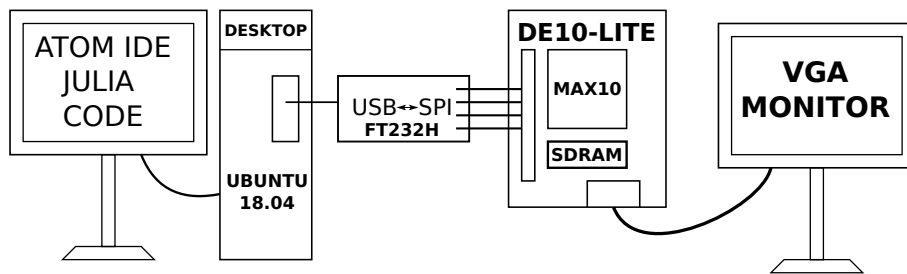 ATOM IDE
JULIA
CODE
DESKTOP
UBUNTU
18.04
USB↔SPI
FT232H
DE10-LITE
MAX10
SDRAM
VGA
MONITOR